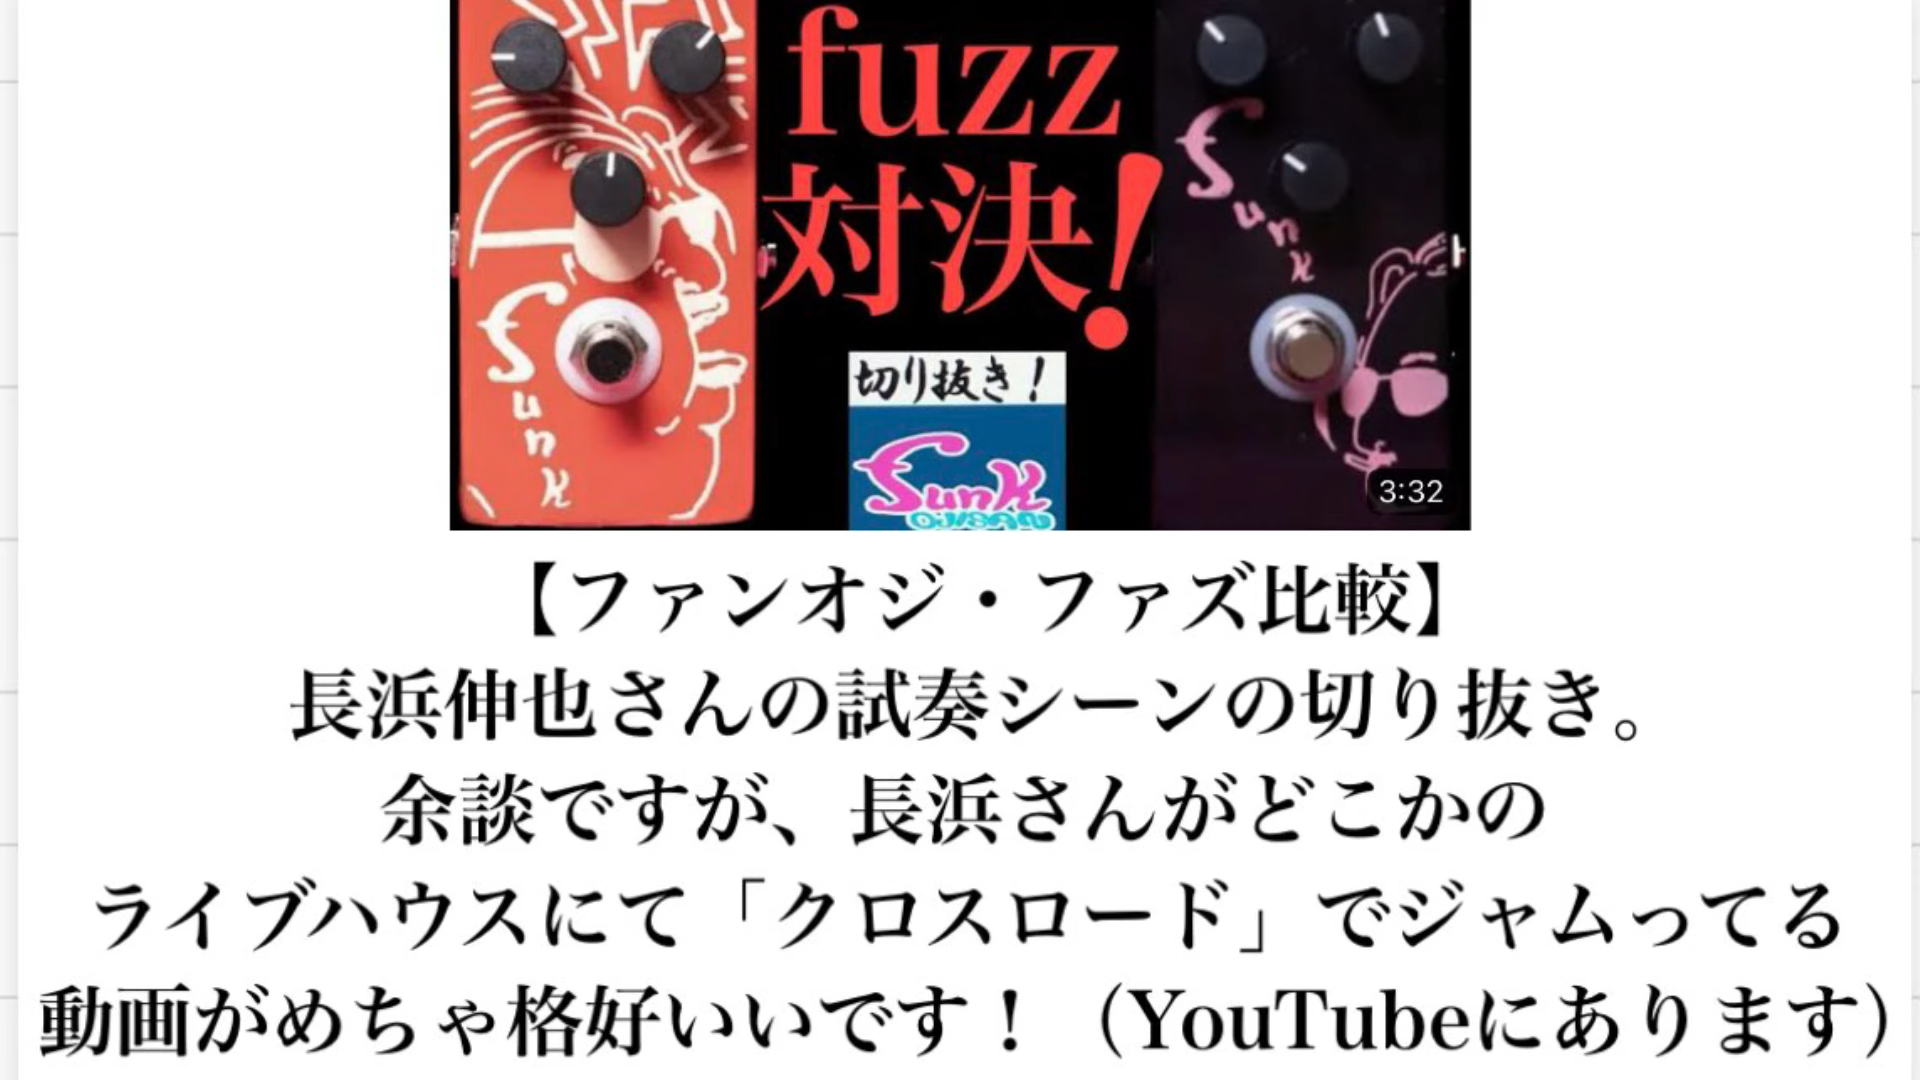 fuzz
対決!
Sunk
Sunk
切り抜き!
Sunk
OJISAN
3:32
【ファンオジ・ファズ比較】
長浜伸也さんの試奏シーンの切り抜き。
余談ですが、長浜さんがどこかの
ライブハウスにて「クロスロード」でジャムってる
動画がめちゃ格好いいです！（YouTubeにあります）